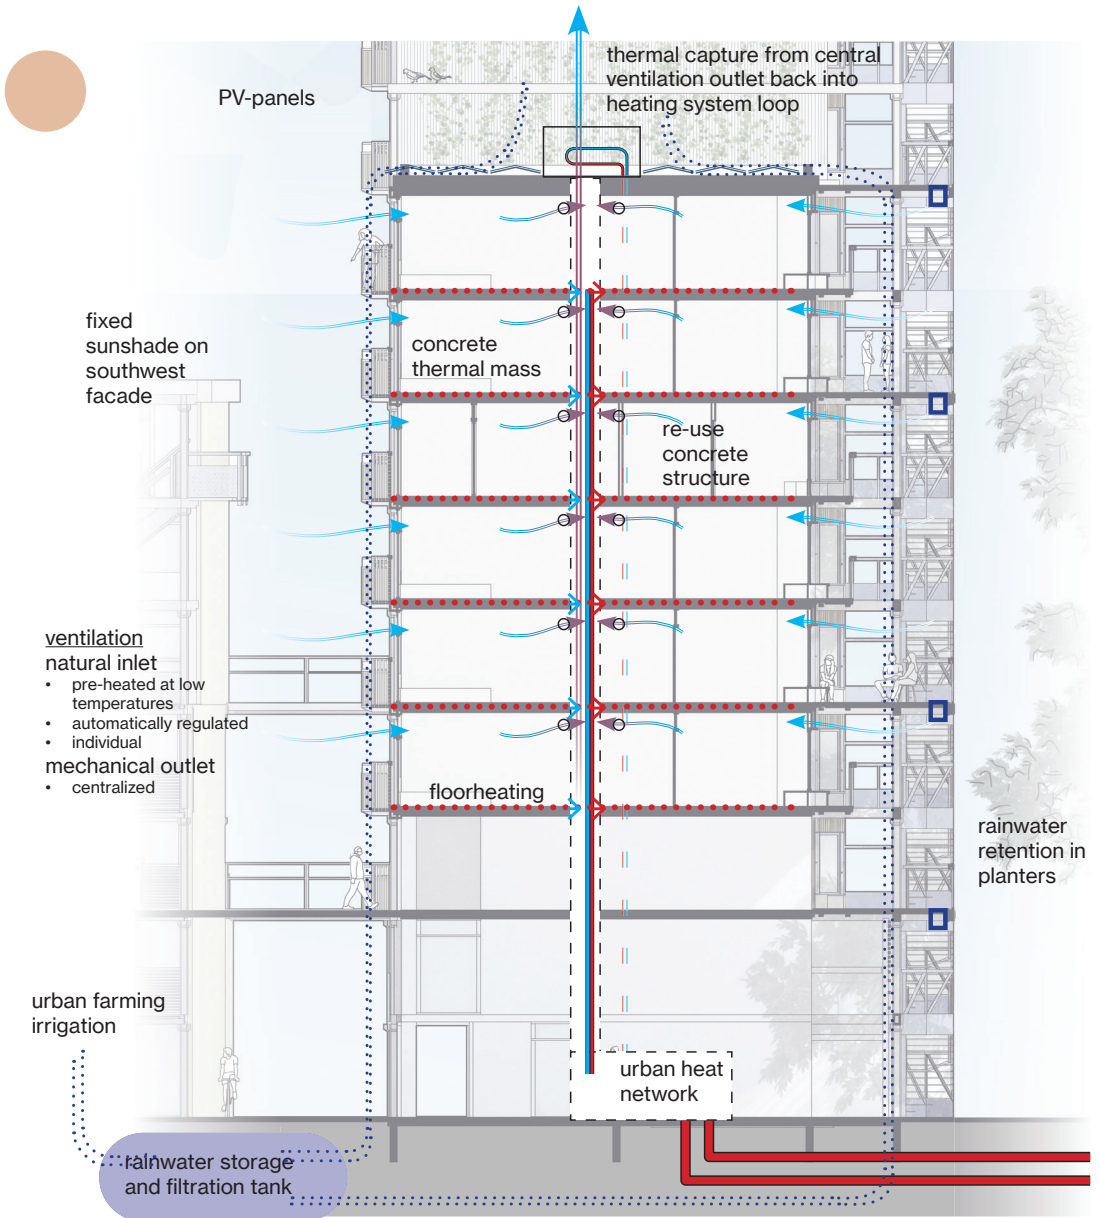 thermal capture from central
ventilation outlet back into
heating system loop
PV-panels
fixed
sunshade on
southwest
facade
concrete
thermal mass
re-use
concrete
structure
ventilation
natural inlet
• pre-heated at low
temperatures
• automatically regulated
• individual
mechanical outlet
• centralized
floorheating
rainwater
retention in
planters
urban farming
irrigation
urban heat
network
rainwater storage
and filtration tank